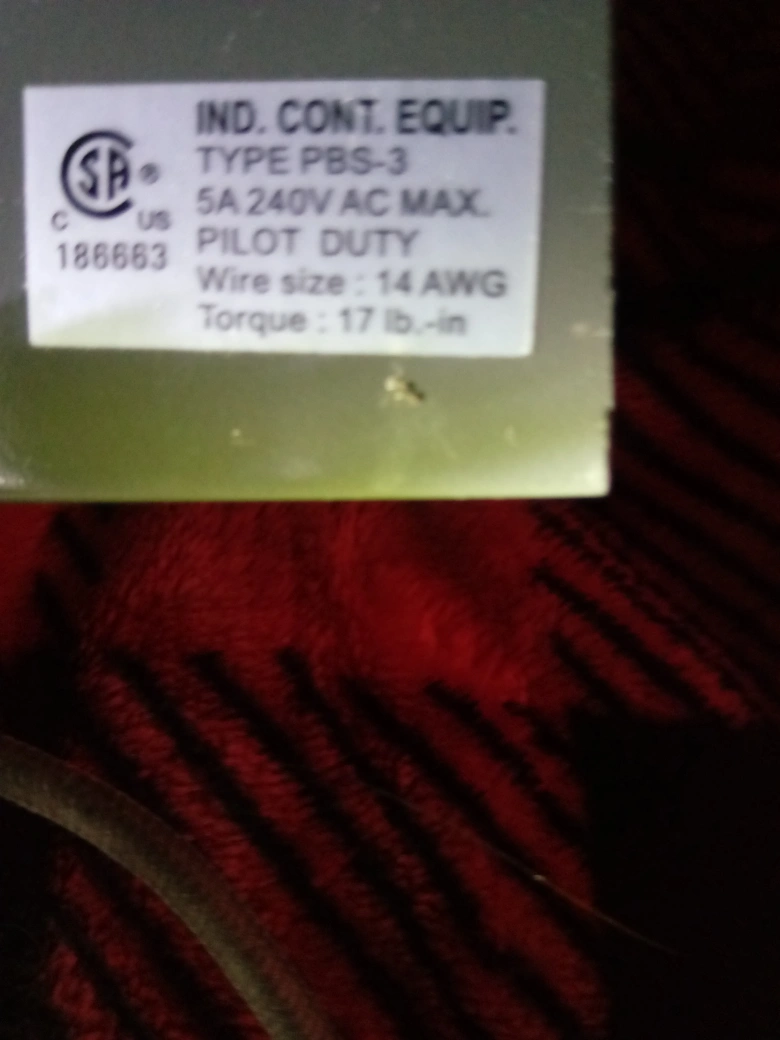 IND. CONT. EQUIP.
TYPE PBS-3
5A 240V AC MAX.
PILOT DUTY
Wire size : 14 AWG
Torque : 17 lb.-in
SA ®
C US
186663